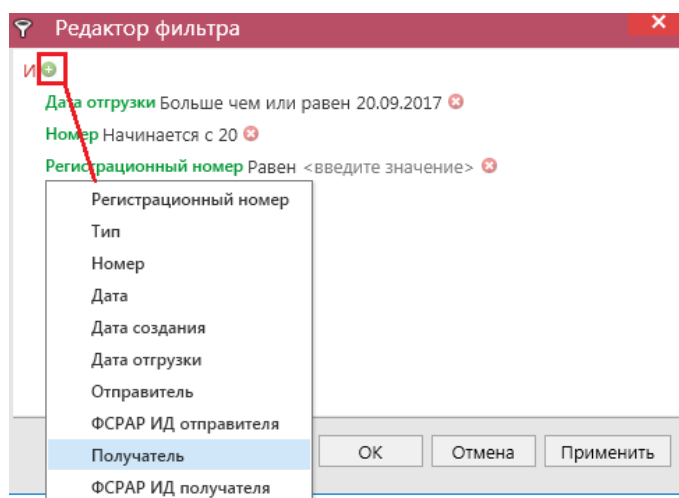 Редактор фильтра
И
Дата отгрузки Больше чем или равен 20.09.2017
Номер Начинается с 20
Регистрационный номер Равен <введите значение>
Регистрационный номер
Тип
Номер
Дата
Дата создания
Дата отгрузки
Отправитель
ФСРАР ИД отправителя
Получатель
ФСРАР ИД получателя
ОК Отмена Применить